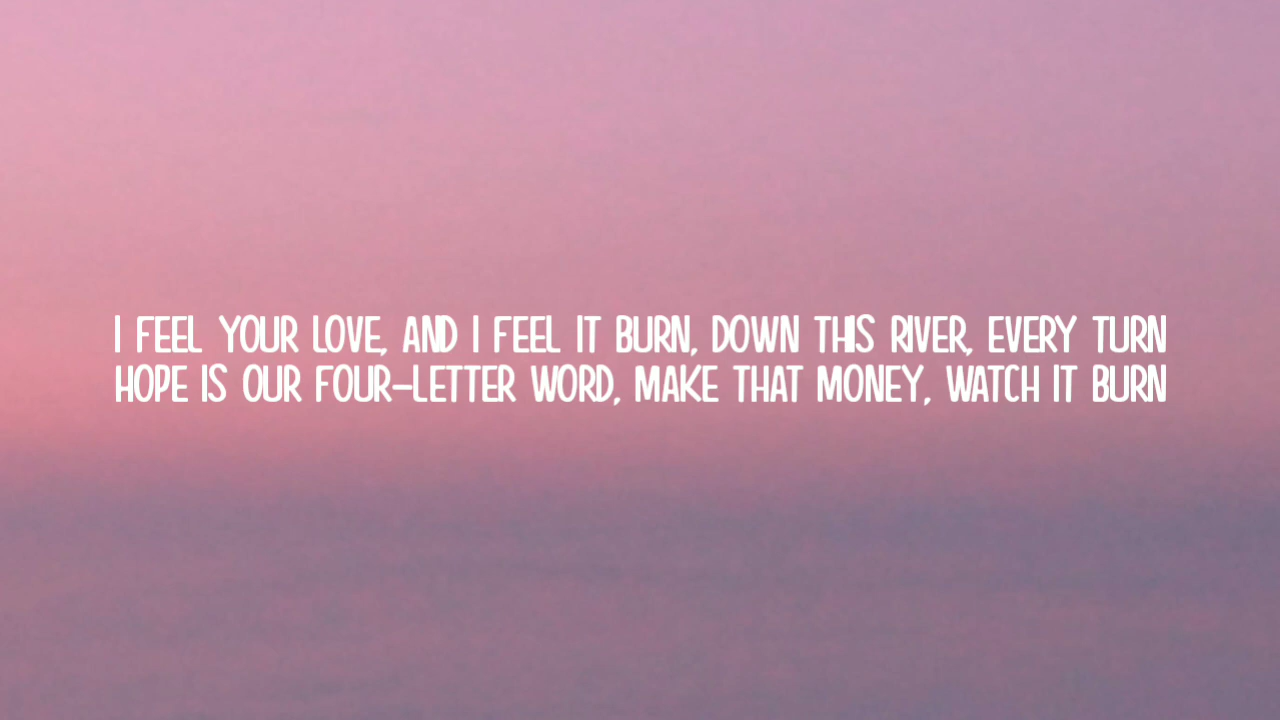 I FEEL YOUR LOVE, AND I FEEL IT BURN, DOWN THIS RIVER, EVERY TURN
HOPE IS OUR FOUR-LETTER WORD, MAKE THAT MONEY, WATCH IT BURN